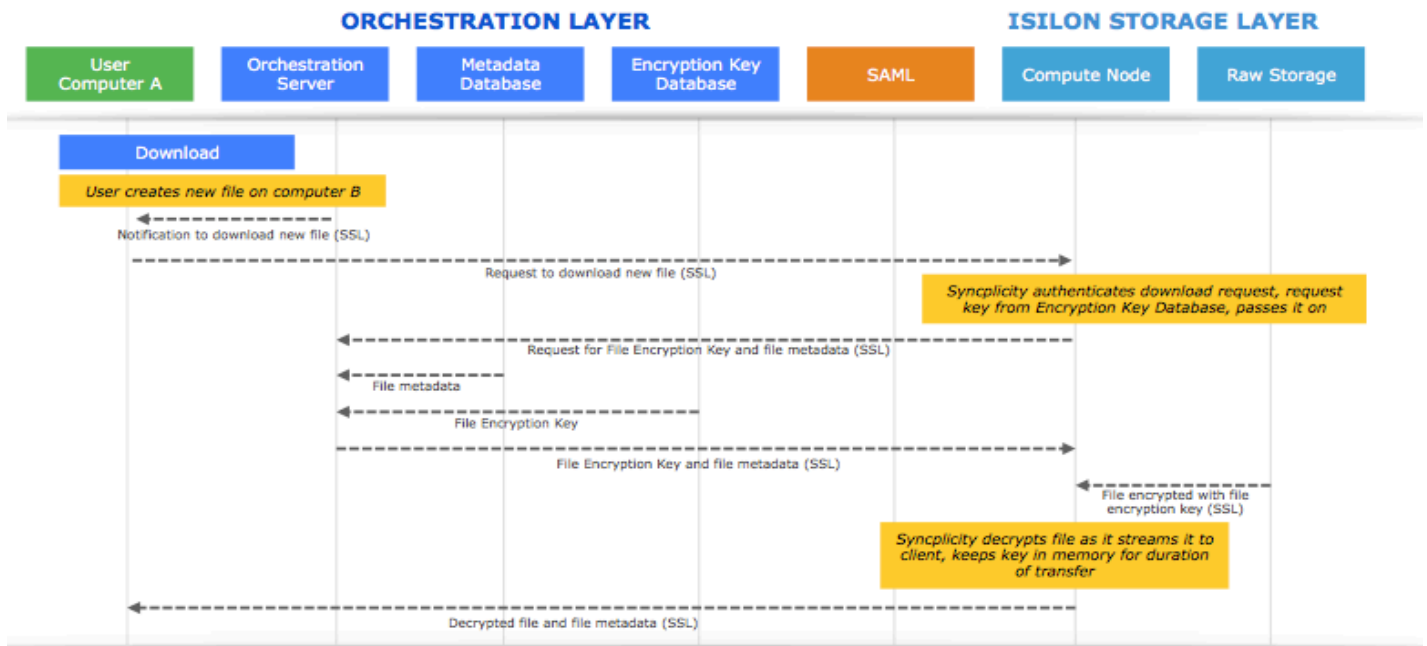 ORCHESTRATION LAYER
ISILON STORAGE LAYER
User
Computer A
Orchestration
Server
Metadata
Database
Encryption Key
Database
SAML
Compute Node
Raw Storage
Download
User creates new file on computer B
Notification to download new file (SSL)
Request to download new file (SSL)
Syncplicity authenticates download request, request
key from Encryption Key Database, passes it on
Request for File Encryption Key and file metadata (SSL)
File metadata
File Encryption Key
File Encryption Key and file metadata (SSL)
File encrypted with file
encryption key (SSL)
Syncplicity decrypts file as it streams it to
client, keeps key in memory for duration
of transfer
Decrypted file and file metadata (SSL)